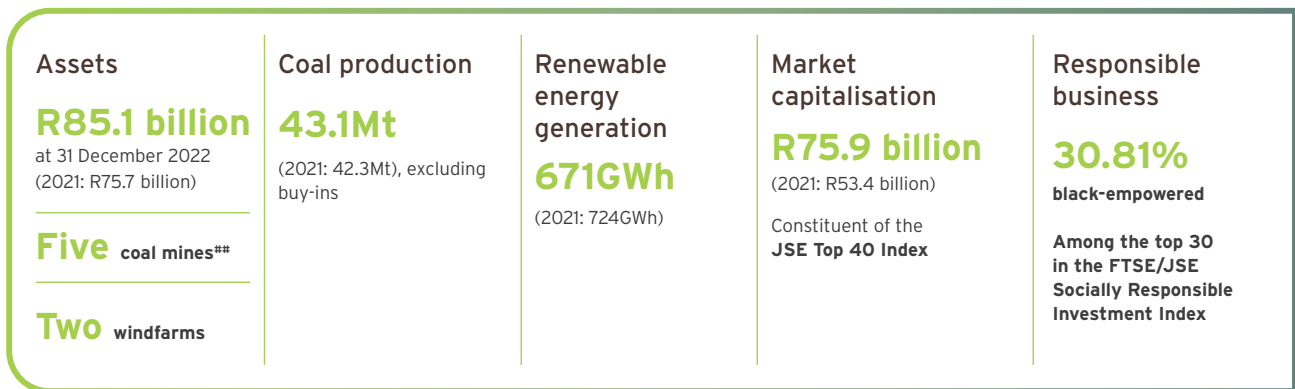 Assets
R85.1 billion
at 31 December 2022
(2021: R75.7 billion)
Five coal mines##
Two windfarms
Coal production
43.1Mt
(2021: 42.3Mt), excluding
buy-ins
Renewable
energy
generation
671GWh
(2021: 724GWh)
Market
capitalisation
R75.9 billion
(2021: R53.4 billion)
Constituent of the
JSE Top 40 Index
Responsible
business
30.81%
black-empowered
Among the top 30
in the FTSE/JSE
Socially Responsible
Investment Index